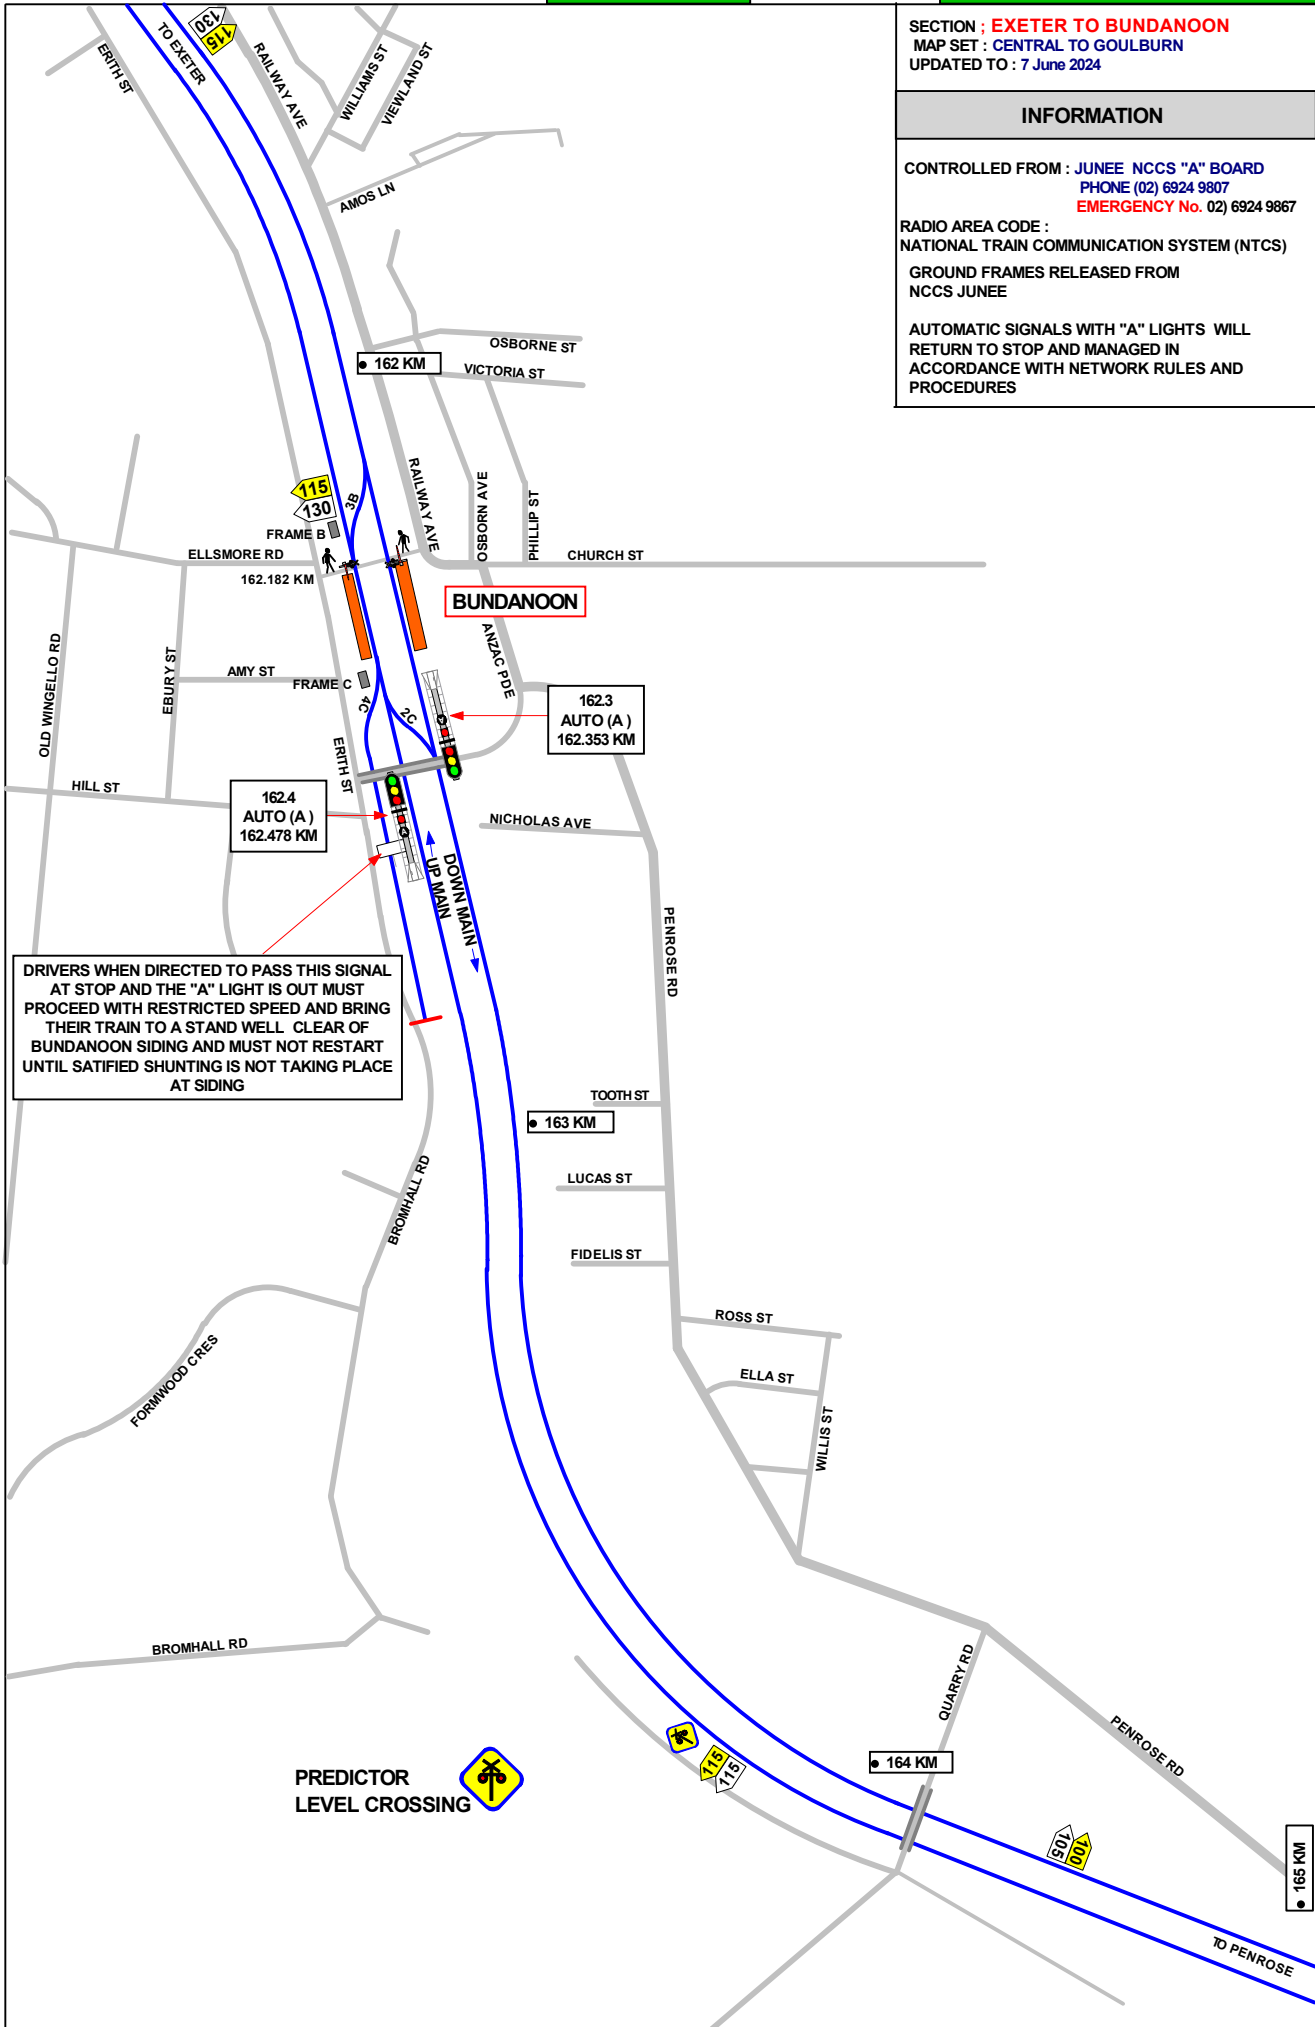 SECTION ; EXETER TO BUNDANOON
MAP SET : CENTRAL TO GOULBURN
UPDATED TO : 7 June 2024
INFORMATION
CONTROLLED FROM : JUNEE NCCS "A" BOARD
PHONE (02) 6924 9807
EMERGENCY No. 02) 6924 9867
RADIO AREA CODE :
NATIONAL TRAIN COMMUNICATION SYSTEM (NTCS)
GROUND FRAMES RELEASED FROM
NCCS JUNEE
AUTOMATIC SIGNALS WITH "A" LIGHTS WILL
RETURN TO STOP AND MANAGED IN
ACCORDANCE WITH NETWORK RULES AND
PROCEDURES
130
115
TO EXETER
ERITH ST
RAILWAY AVE
WILLIAMS ST
VIEWLAND ST
AMOS LN
OSBORNE ST
162 KM
VICTORIA ST
RAILWAY AVE
OSBORN AVE
PHILLIP ST
115
130
3B
FRAME B
ELLSMORE RD
CHURCH ST
162.182 KM
BUNDANOON
OLD WINGELLO RD
EBURY ST
AMY ST
FRAME C
4C
2C
ANZAC PDE
162.3
AUTO (A )
162.353 KM
ERITH ST
HILL ST
162.4
AUTO (A )
162.478 KM
A
A
NICHOLAS AVE
UP MAIN
DOWN MAIN
PENROSE RD
DRIVERS WHEN DIRECTED TO PASS THIS SIGNAL
AT STOP AND THE "A" LIGHT IS OUT MUST
PROCEED WITH RESTRICTED SPEED AND BRING
THEIR TRAIN TO A STAND WELL CLEAR OF
BUNDANOON SIDING AND MUST NOT RESTART
UNTIL SATIFIED SHUNTING IS NOT TAKING PLACE
AT SIDING
TOOTH ST
163 KM
LUCAS ST
BROMHALL RD
FIDELIS ST
ROSS ST
ELLA ST
WILLIS ST
FORMWOOD CRES
BROMHALL RD
QUARRY RD
PENROSE RD
115
115
164 KM
PREDICTOR
LEVEL CROSSING
105
100
165 KM
TO PENROSE